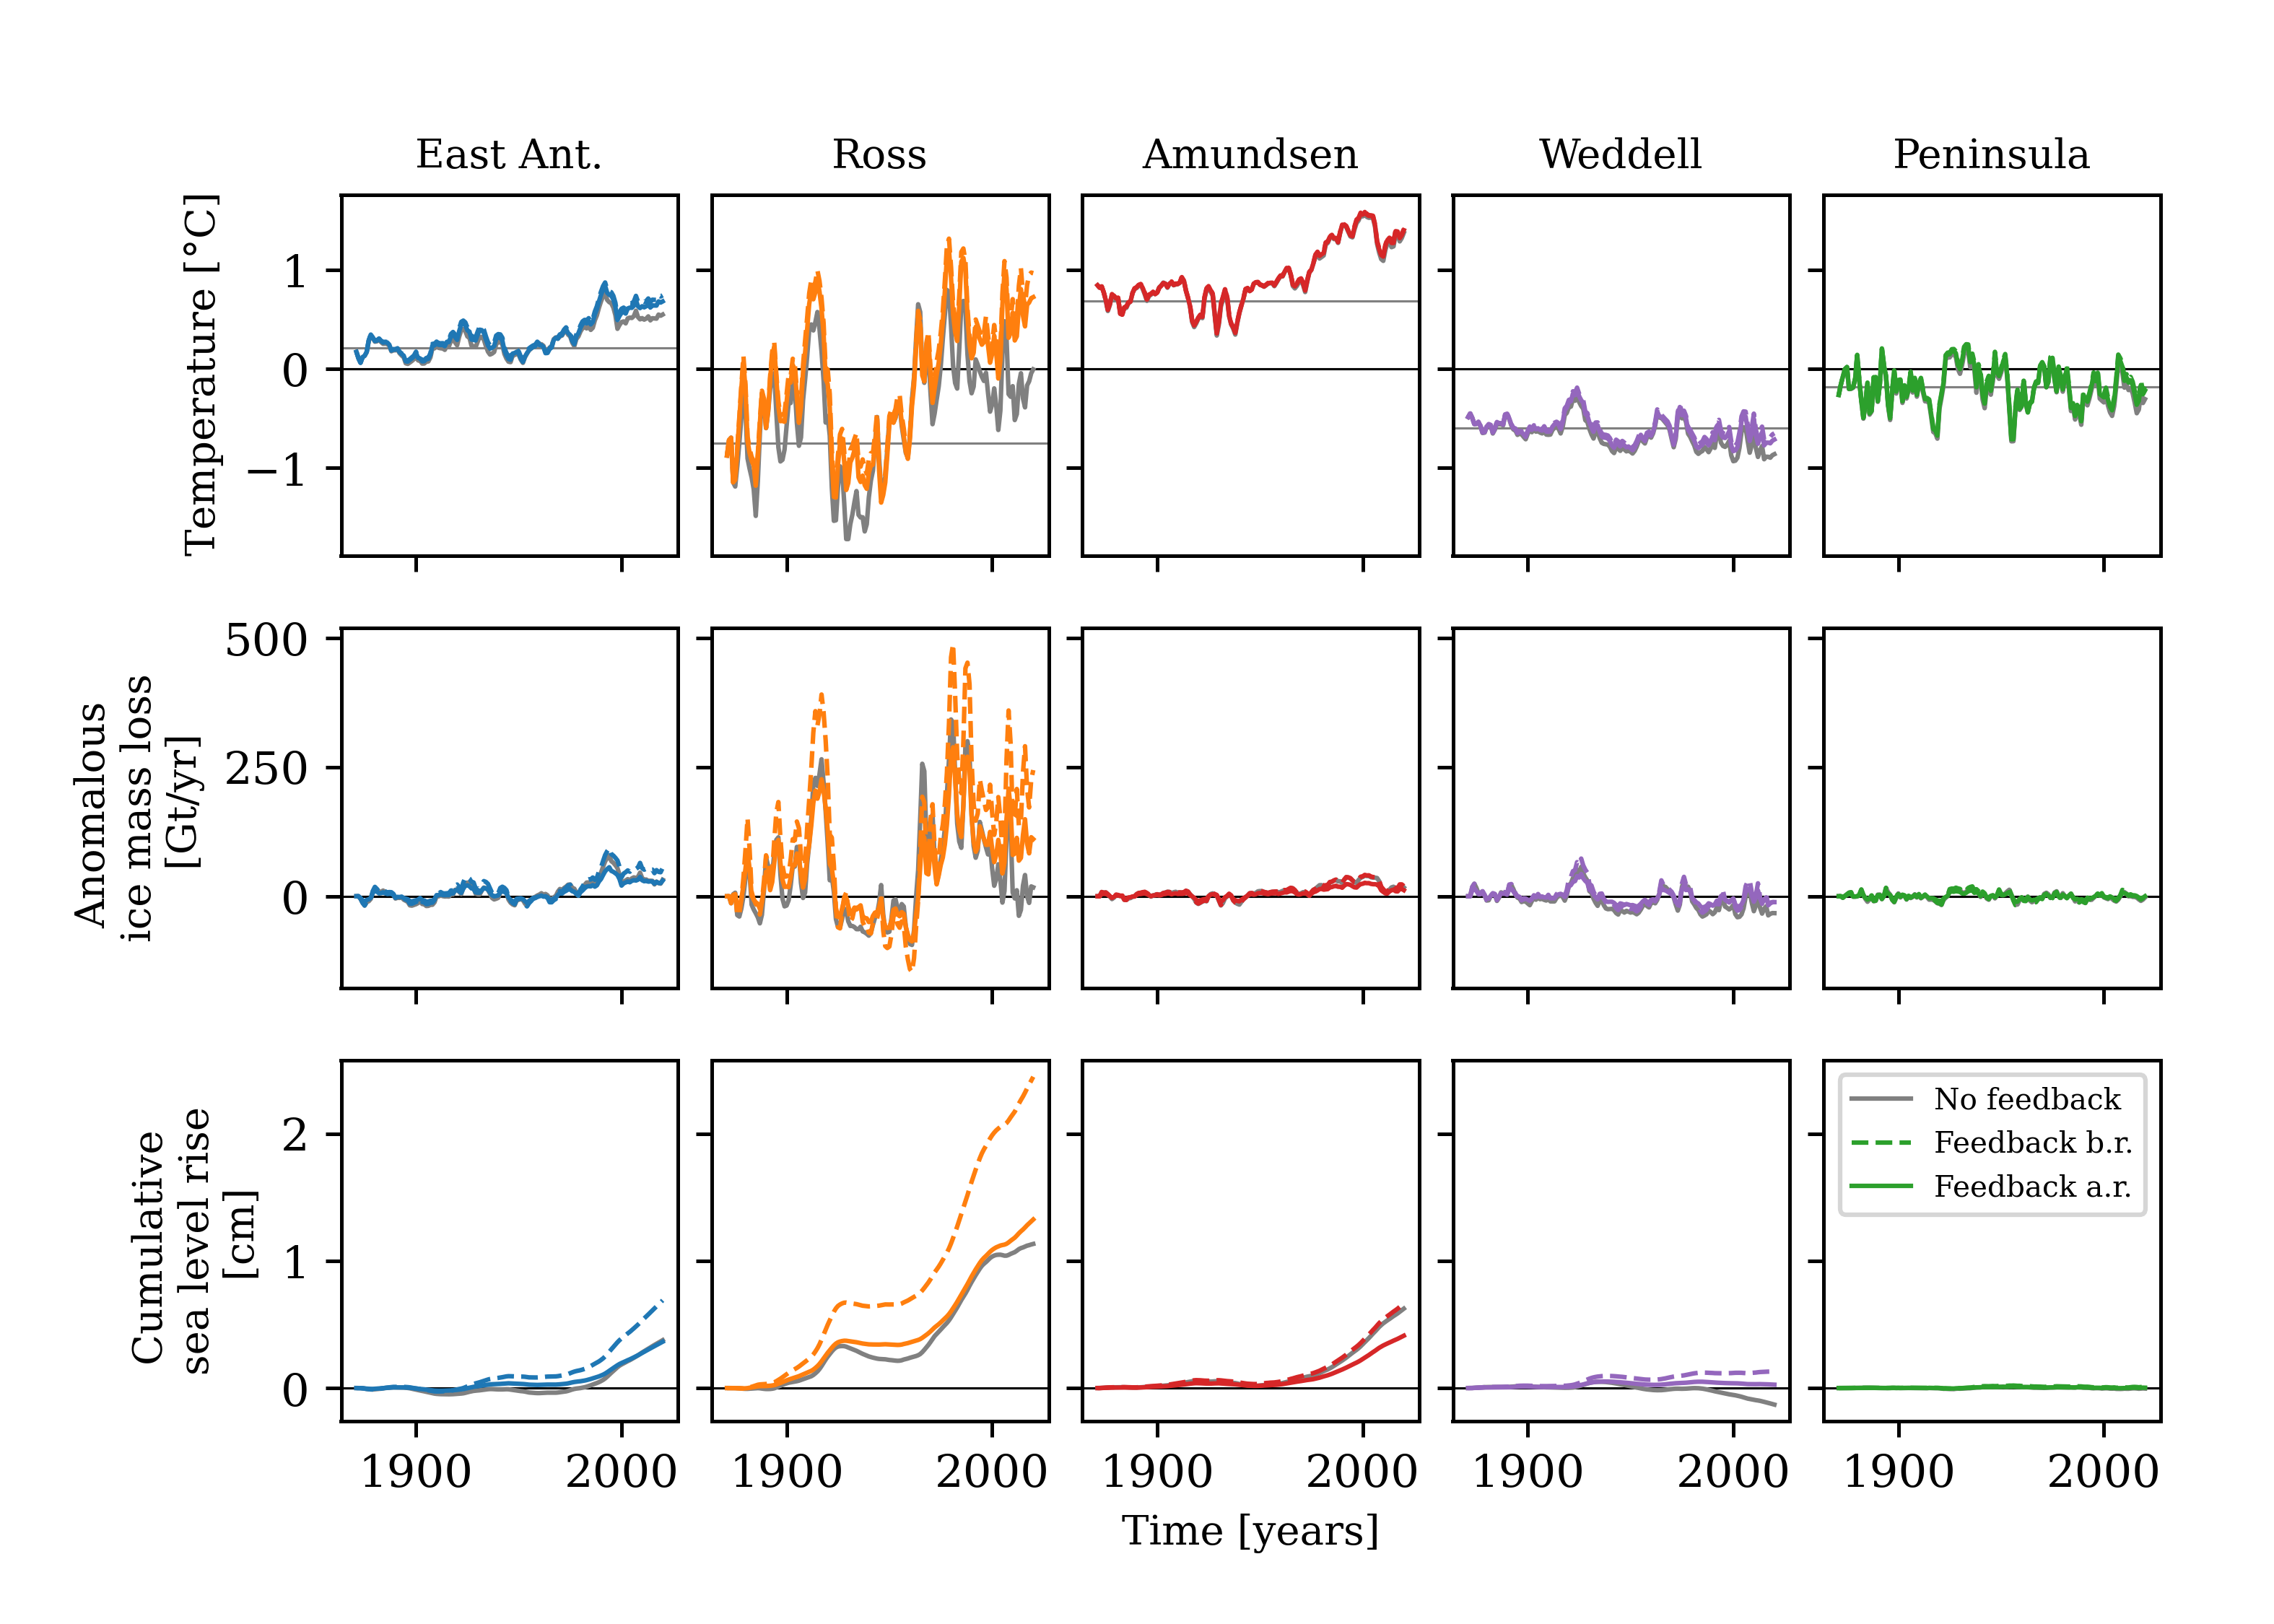 East Ant.
Ross
Amundsen
Weddell
Peninsula
Temperature [°C]
1
0
−1
Anomalous
ice mass loss
[Gt/yr]
500
250
0
Cumulative
sea level rise
[cm]
2
1
0
No feedback
Feedback b.r.
Feedback a.r.
1900
2000
1900
2000
1900
2000
1900
2000
1900
2000
Time [years]